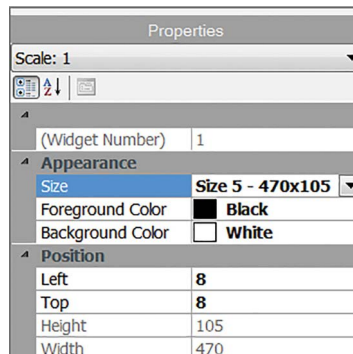 Properties
Scale: 1
(Widget Number) 1
Appearance
Size Size 5 - 470x105
Foreground Color Black
Background Color White
Position
Left 8
Top 8
Height 105
Width 470